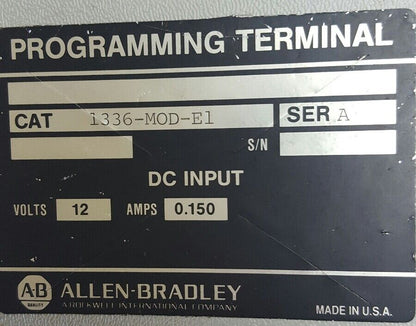 PROGRAMMING TERMINAL
CAT 1336-MOD-E1 SER A
S/N
DC INPUT
VOLTS 12 AMPS 0.150
A-B QUALITY ALLEN-BRADLEY
A ROCKWELL INTERNATIONAL COMPANY
MADE IN U.S.A.